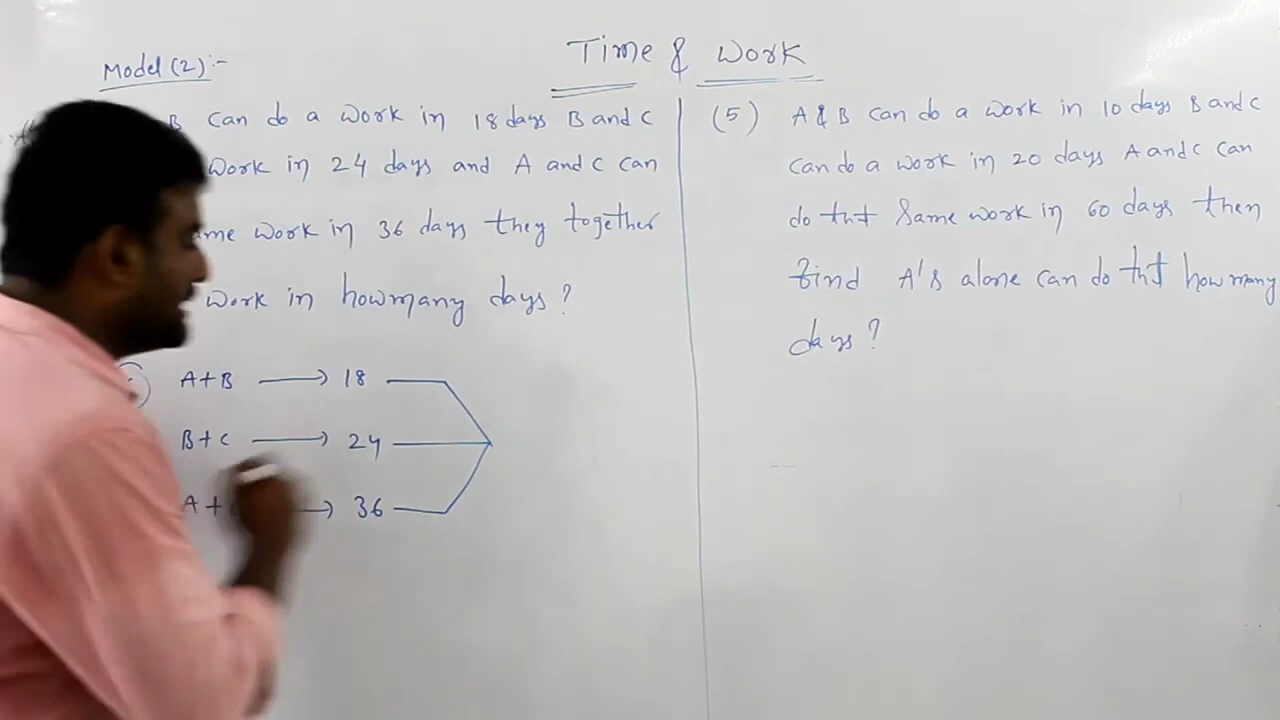 Time & Work
Model (2):-
B can do a work in 18 days B and C
work in 24 days and A and C can
me work in 36 days they together
work in howmany days?
A+B → 18
B+C → 24
A+ → 36
(5) A & B can do a work in 10 days B and C
can do a work in 20 days A and C can
do tht same work in 60 days then
find A's alone can do tht how many
days?